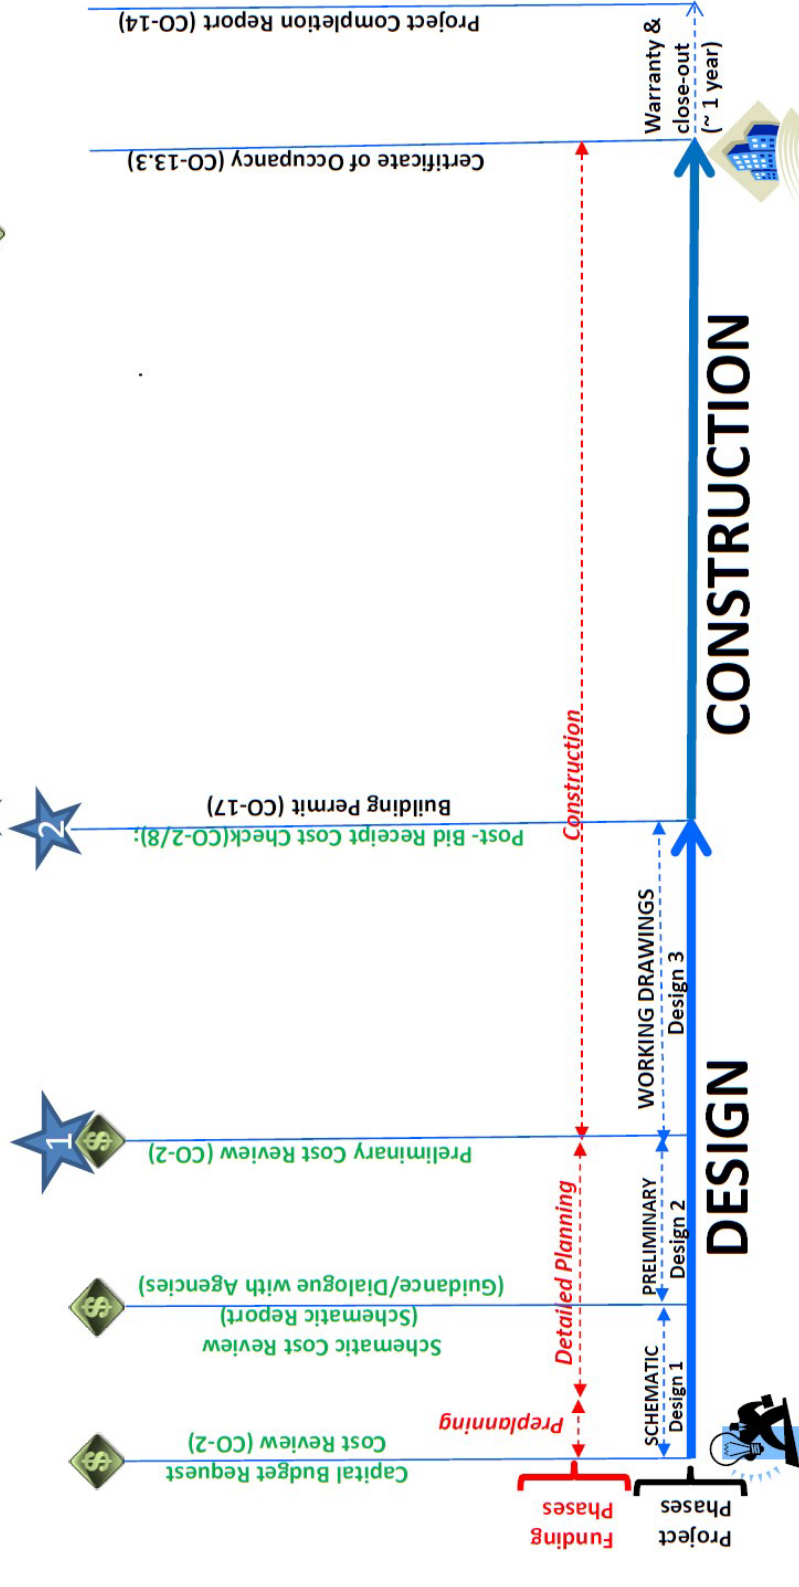 Project Completion Report (CO-14)
Warranty &
close-out
(~ 1 year)
Certificate of Occupancy (CO-13.3)
CONSTRUCTION
Construction
2
Building Permit (CO-17)
Post- Bid Receipt Cost Check(CO-2/8);
WORKING DRAWINGS
Design 3
DESIGN
1
$
Preliminary Cost Review (CO-2)
Detailed Planning
PRELIMINARY
Design 2
$
(Guidance/Dialogue with Agencies)
(Schematic Report)
Schematic Cost Review
SCHEMATIC
Design 1
Preplanning
$
Cost Review (CO-2)
Capital Budget Request
Funding
Phases
Project
Phases